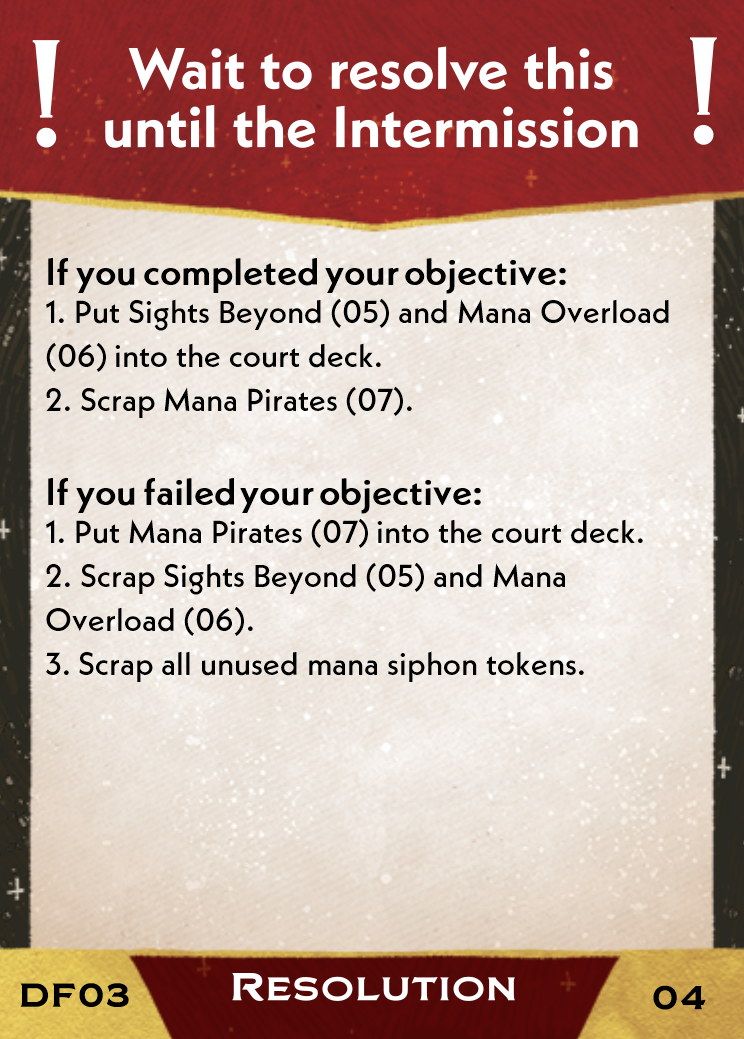 ! Wait to resolve this !
until the Intermission
If you completed your objective:
1. Put Sights Beyond (05) and Mana Overload
(06) into the court deck.
2. Scrap Mana Pirates (07).
If you failed your objective:
1. Put Mana Pirates (07) into the court deck.
2. Scrap Sights Beyond (05) and Mana
Overload (06).
3. Scrap all unused mana siphon tokens.
DF03 Resolution 04